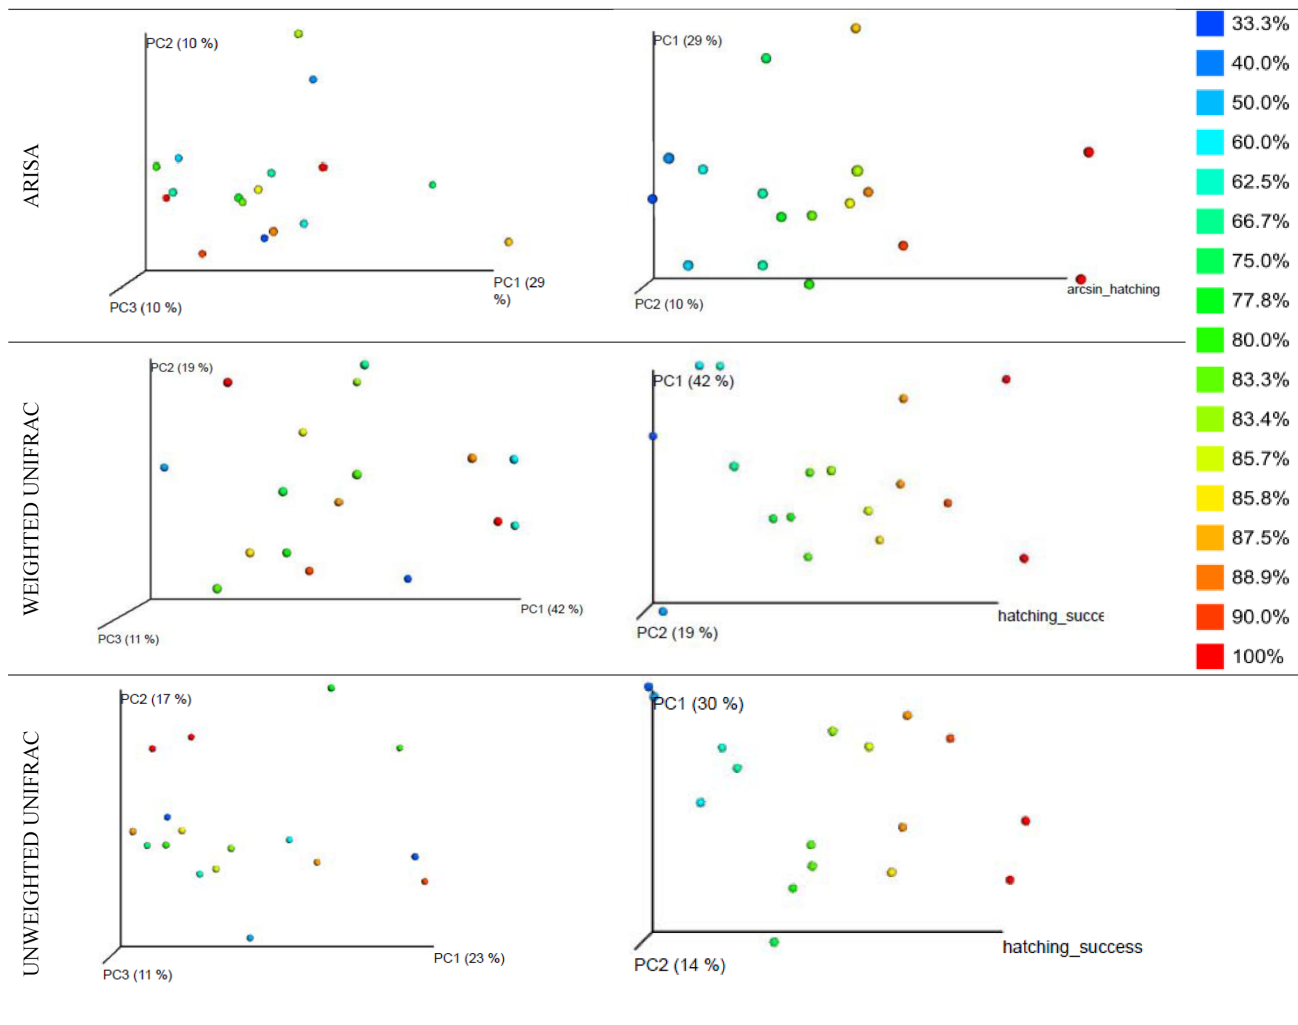 ARISA
PC2 (10 %)
PC1 (29
%)
PC3 (10 %)
PC1 (29 %)
arcsin_hatching
PC2 (10 %)
WEIGHTED UNIFRAC
PC2 (19 %)
PC1 (42 %)
PC3 (11 %)
PC1 (42 %)
hatching_succe
PC2 (19 %)
UNWEIGHTED UNIFRAC
PC2 (17 %)
PC1 (23 %)
PC3 (11 %)
PC1 (30 %)
hatching_success
PC2 (14 %)
33.3%
40.0%
50.0%
60.0%
62.5%
66.7%
75.0%
77.8%
80.0%
83.3%
83.4%
85.7%
85.8%
87.5%
88.9%
90.0%
100%